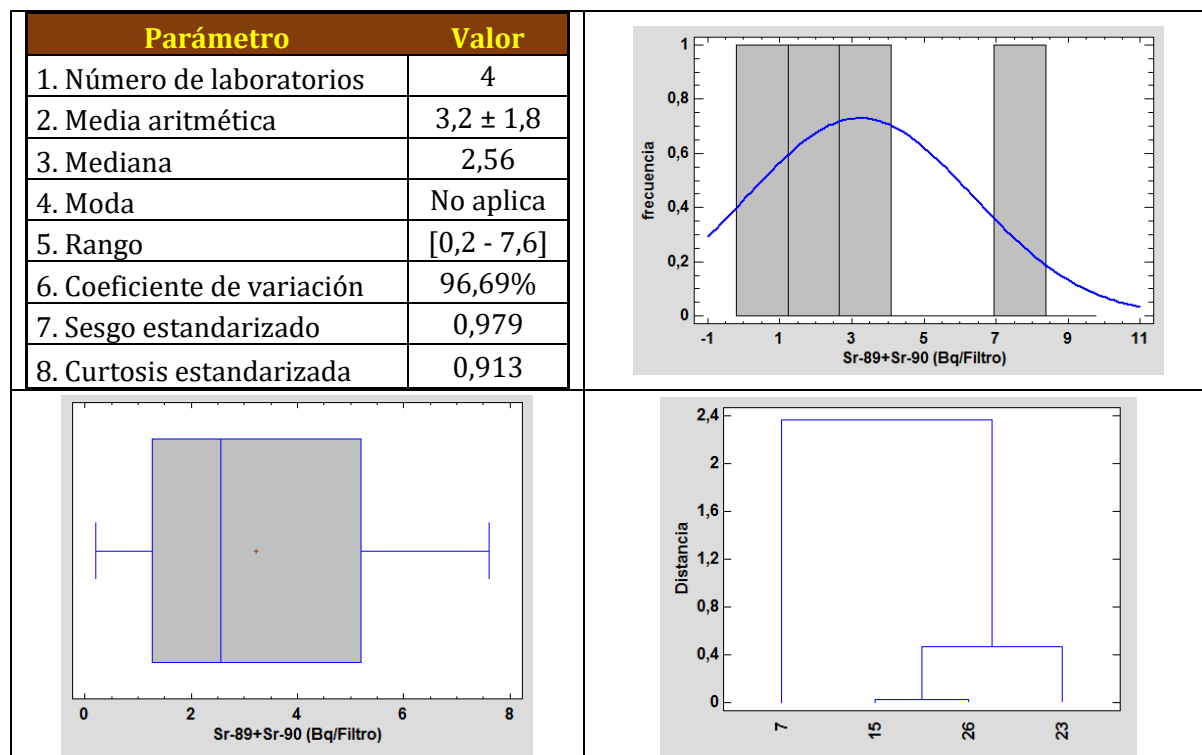 Parámetro Valor
1. Número de laboratorios 4
2. Media aritmética 3,2 ± 1,8
3. Mediana 2,56
4. Moda No aplica
5. Rango [0,2 - 7,6]
6. Coeficiente de variación 96,69%
7. Sesgo estandarizado 0,979
8. Curtosis estandarizada 0,913
frecuencia
1
0,8
0,6
0,4
0,2
0
-1 1 3 5 7 9 11
Sr-89+Sr-90 (Bq/Filtro)
0 2 4 6 8
Sr-89+Sr-90 (Bq/Filtro)
Distancia
2,4
2
1,6
1,2
0,8
0,4
0
7 15 26 23